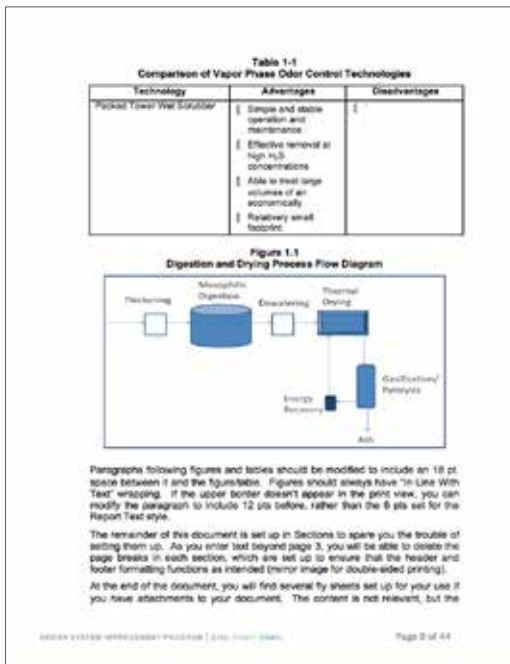 Table 1-1
Comparison of Vapor Phase Odor Control Technologies
Technology Advantages Disadvantages
Packed Tower Wet Scrubber
[ Simple and stable
operation and
maintenance
[ Effective removal at
high H₂S
concentrations
[ Able to treat large
volumes of air
economically
[ Relatively small
footprint
[
Figure 1.1
Digestion and Drying Process Flow Diagram
Thickening
Mesophilic
Digestion
Dewatering
Thermal
Drying
Gasification/
Pyrolysis
Energy
Recovery
Ash
Paragraphs following figures and tables should be modified to include an 18 pt.
space between it and the figure/table. Figures should always have "In Line With
Text" wrapping. If the upper border doesn't appear in the print view, you can
modify the paragraph to include 12 pts before, rather than the 6 pts set for the
Report Text style.
The remainder of this document is set up in Sections to spare you the trouble of
setting them up. As you enter text beyond page 3, you will be able to delete the
page breaks in each section, which are set up to ensure that the header and
footer formatting functions as intended (mirror image for double-sided printing).
At the end of the document, you will find several fly sheets set up for your use if
you have attachments to your document. The content is not relevant, but the
SYSTEM IMPROVEMENT PROGRAM |
Page 9 of 44